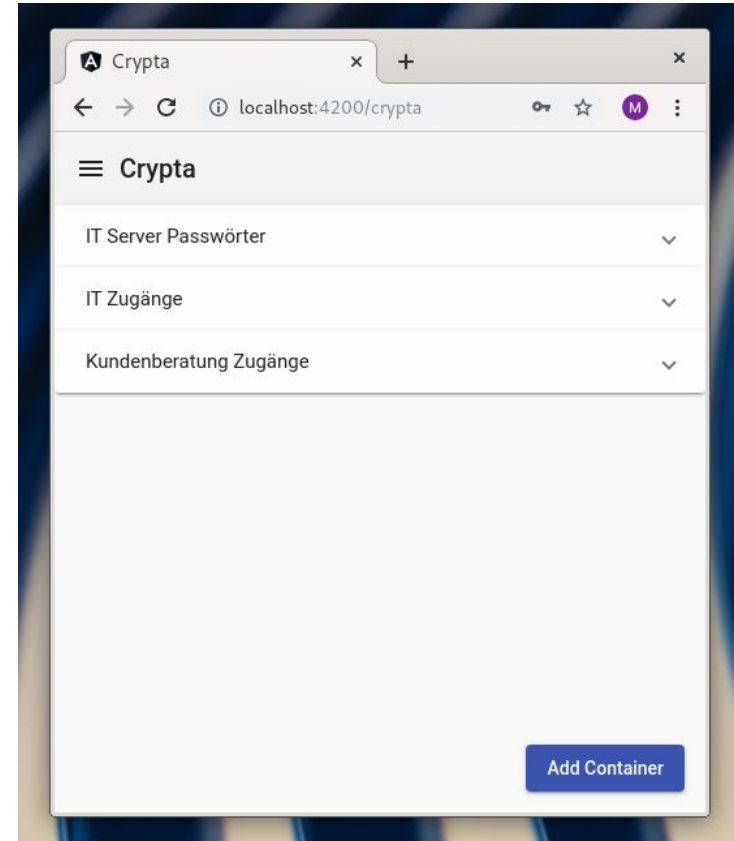 Crypta
localhost:4200/crypta
M
Crypta
IT Server Passwörter
IT Zugänge
Kundenberatung Zugänge
Add Container